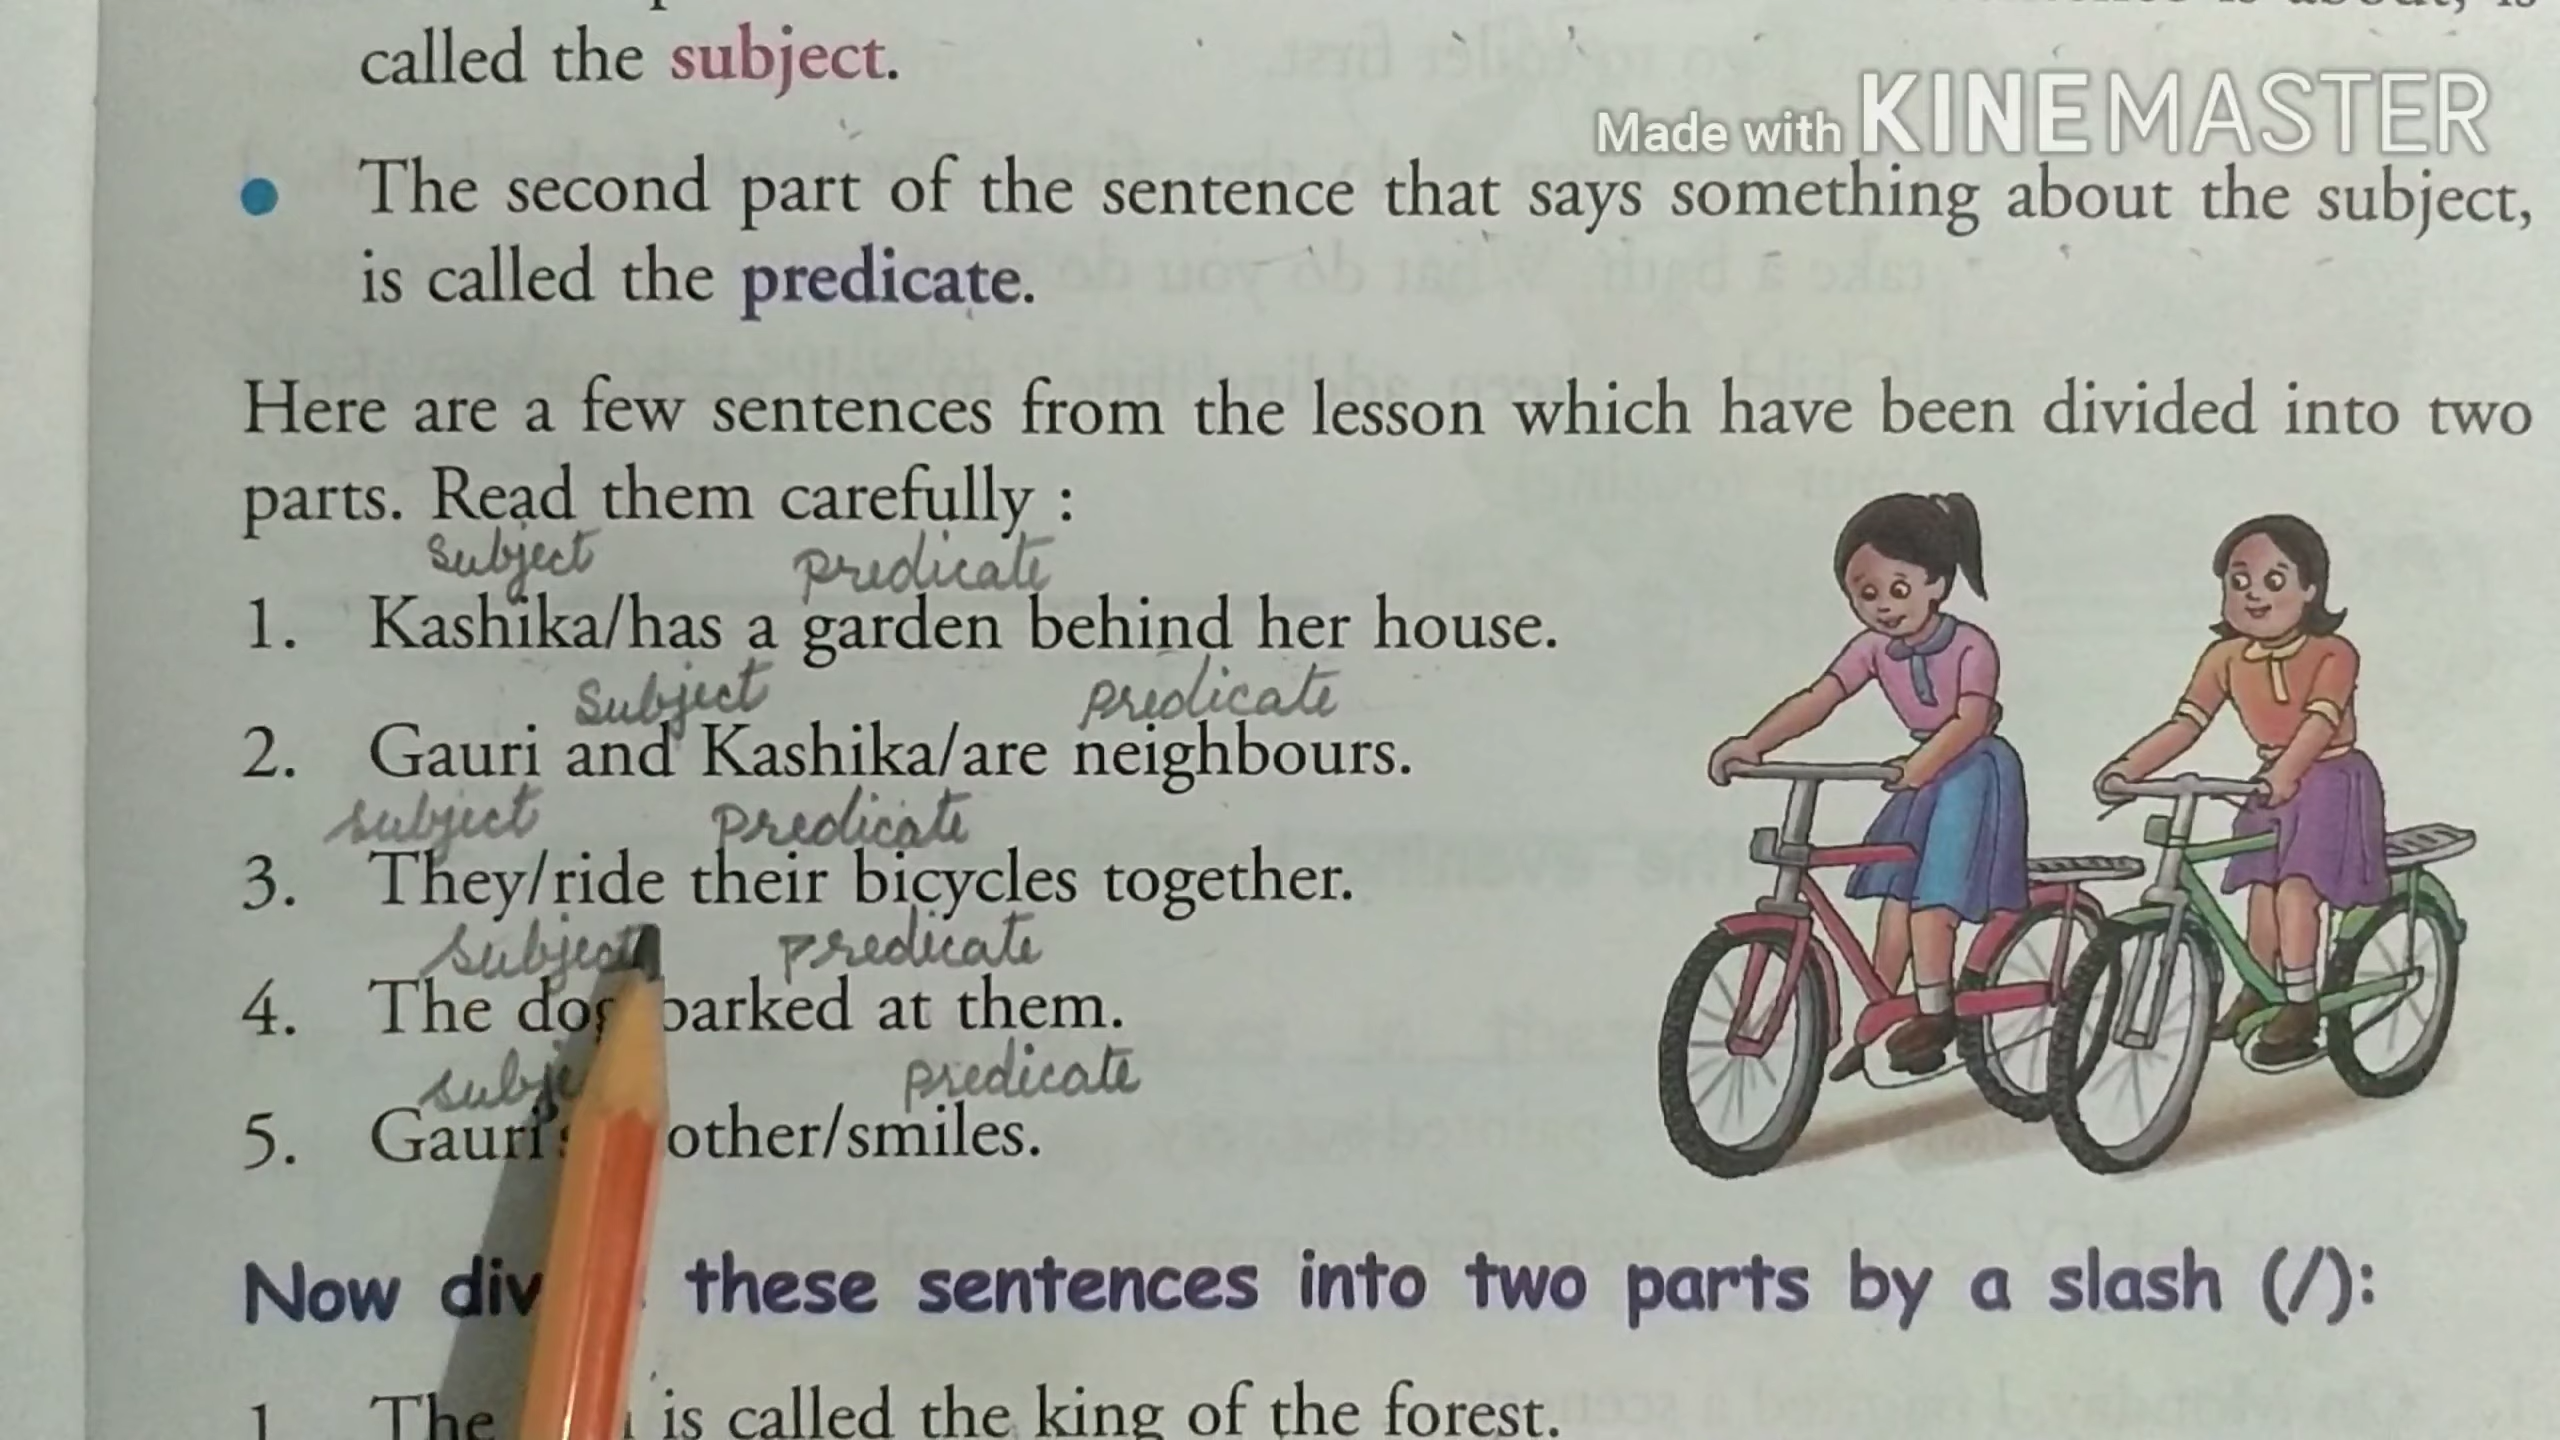 called the subject.
Made with KINEMASTER
The second part of the sentence that says something about the subject,
is called the predicate.
Here are a few sentences from the lesson which have been divided into two
parts. Read them carefully :
subject predicate
1. Kashika/has a garden behind her house.
Subject predicate
2. Gauri and Kashika/are neighbours.
subject predicate
3. They/ride their bicycles together.
subject predicate
4. The barked at them.
predicate
5. smiles.
Now these sentences into two parts by a slash (/):
1 The is called the king of the forest.